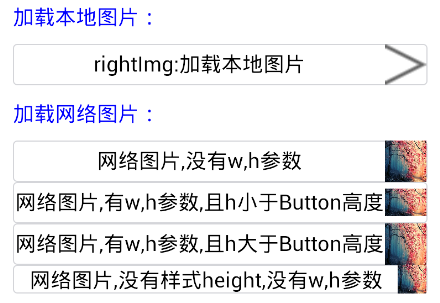 加载本地图片：
rightImg:加载本地图片
加载网络图片：
网络图片,没有w,h参数
网络图片,有w,h参数,且h小于Button高度
网络图片,有w,h参数,且h大于Button高度
网络图片,没有样式height,没有w,h参数